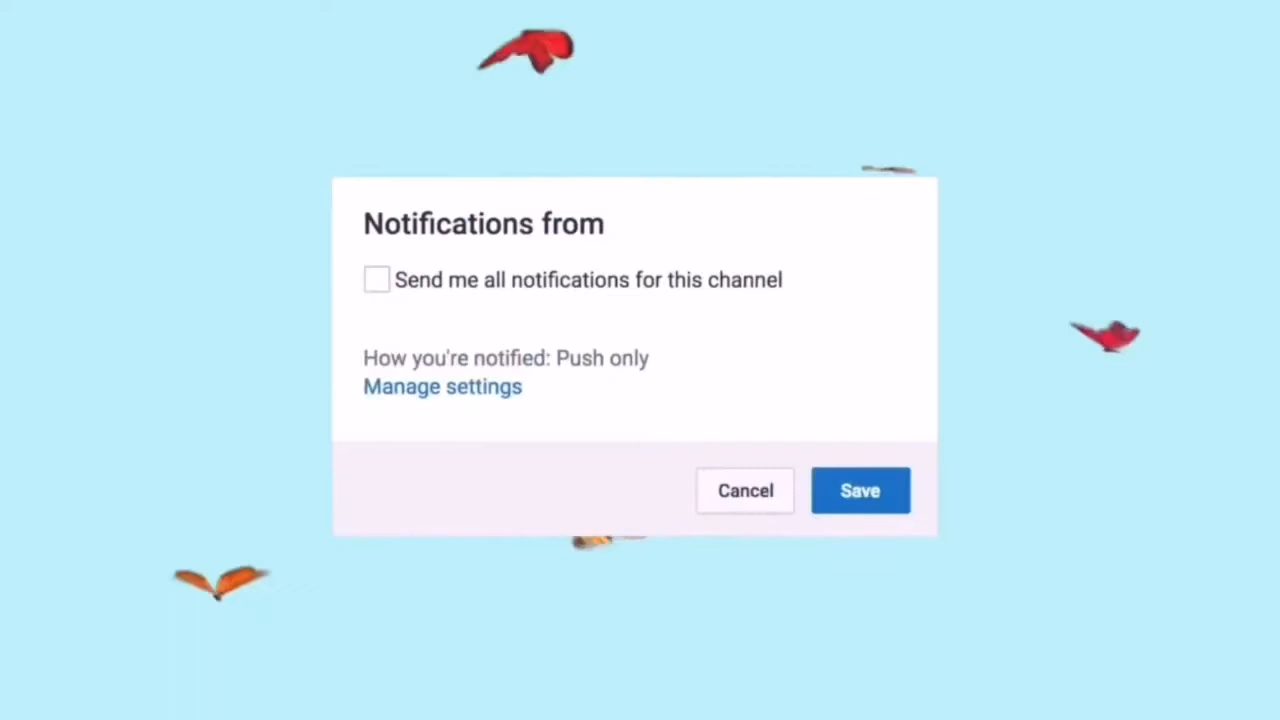 Notifications from
Send me all notifications for this channel
How you're notified: Push only
Manage settings
Cancel
Save